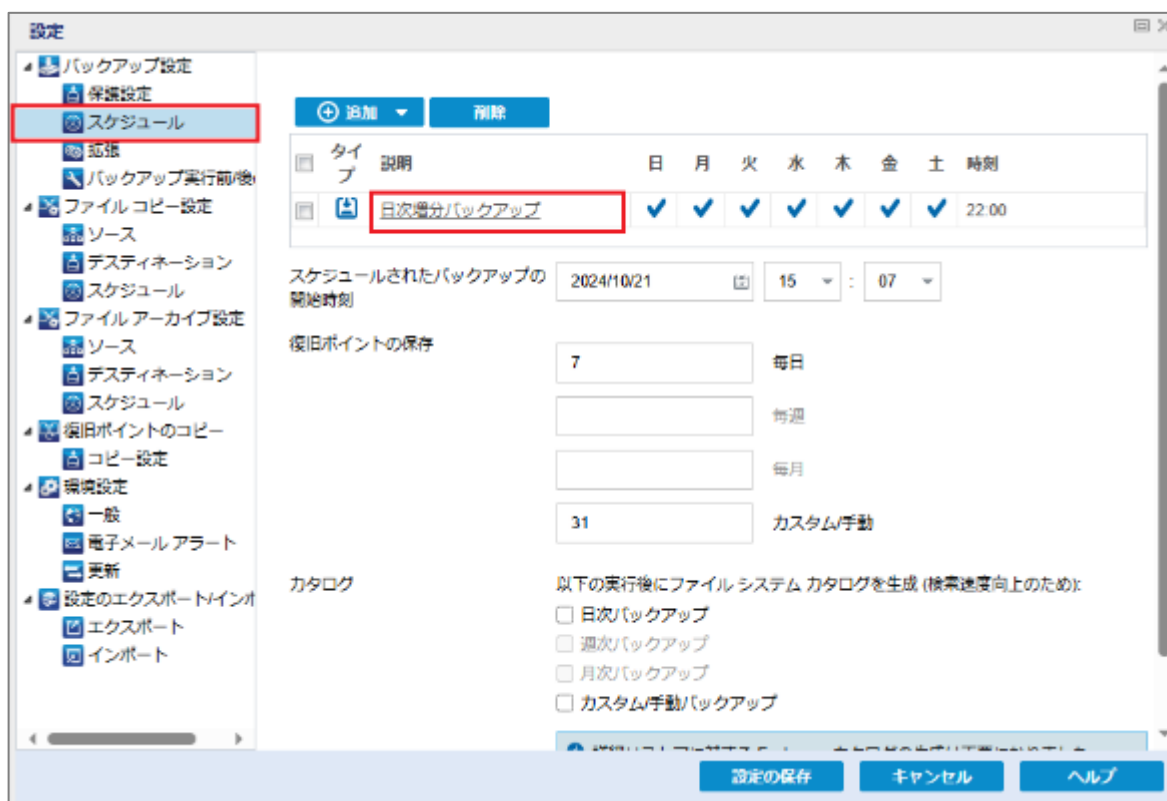 設定
バックアップ設定
保護設定
スケジュール
拡張
バックアップ実行前/後
ファイル コピー設定
ソース
デスティネーション
スケジュール
ファイル アーカイブ設定
ソース
デスティネーション
スケジュール
復旧ポイントのコピー
コピー設定
環境設定
一般
電子メール アラート
更新
設定のエクスポート/インポ
エクスポート
インポート
追加 削除
タイプ 説明 日 月 火 水 木 金 土 時刻
日次増分バックアップ 22:00
スケジュールされたバックアップの
開始時刻
2024/10/21 15 : 07
復旧ポイントの保存
7 毎日
毎週
毎月
31 カスタム/手動
カタログ
以下の実行後にファイル システム カタログを生成 (検索速度向上のため):
日次バックアップ
週次バックアップ
月次バックアップ
カスタム/手動バックアップ
設定の保存 キャンセル ヘルプ